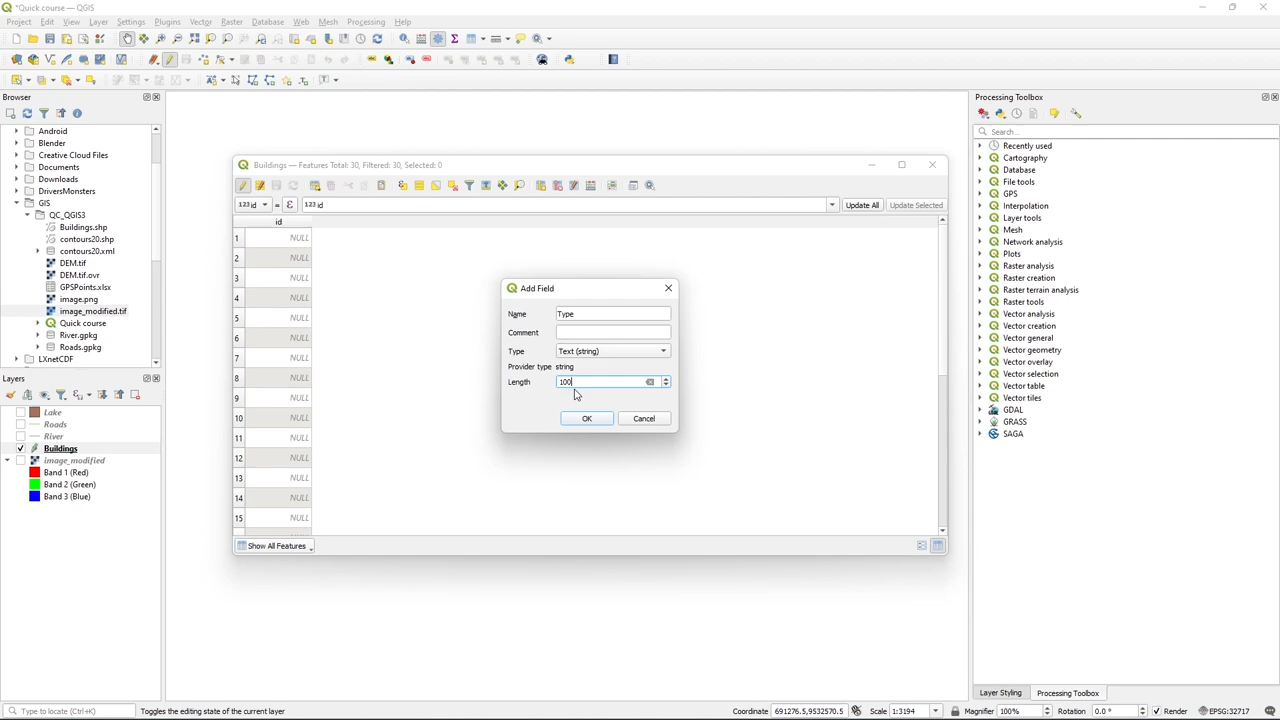 *Quick course — QGIS
Project Edit View Layer Settings Plugins Vector Raster Database Web Mesh Processing Help
Browser
Android
Blender
Creative Cloud Files
Documents
Downloads
DriversMonsters
GIS
QC_QGIS3
Buildings.shp
contours20.shp
contours20.xml
DEM.tif
DEM.tif.ovr
GPSPoints.xlsx
image.png
image_modified.tif
Quick course
River.gpkg
Roads.gpkg
LXnetCDF
Layers
Lake
Roads
River
Buildings
image_modified
Band 1 (Red)
Band 2 (Green)
Band 3 (Blue)
Buildings — Features Total: 30, Filtered: 30, Selected: 0
123 id = ε 123 id Update All Update Selected
id
1 NULL
2 NULL
3 NULL
4 NULL
5 NULL
6 NULL
7 NULL
8 NULL
9 NULL
10 NULL
11 NULL
12 NULL
13 NULL
14 NULL
15 NULL
Show All Features
Add Field
Name Type
Comment
Type Text (string)
Provider type string
Length 100
OK Cancel
Processing Toolbox
Search...
Recently used
Cartography
Database
File tools
GPS
Interpolation
Layer tools
Mesh
Network analysis
Plots
Raster analysis
Raster creation
Raster terrain analysis
Raster tools
Vector analysis
Vector creation
Vector general
Vector geometry
Vector overlay
Vector selection
Vector table
Vector tiles
GDAL
GRASS
SAGA
Layer Styling Processing Toolbox
Type to locate (Ctrl+K) Toggles the editing state of the current layer Coordinate 691276.5,9532570.5 Scale 1:3194 Magnifier 100% Rotation 0.0 ° Render EPSG:32717